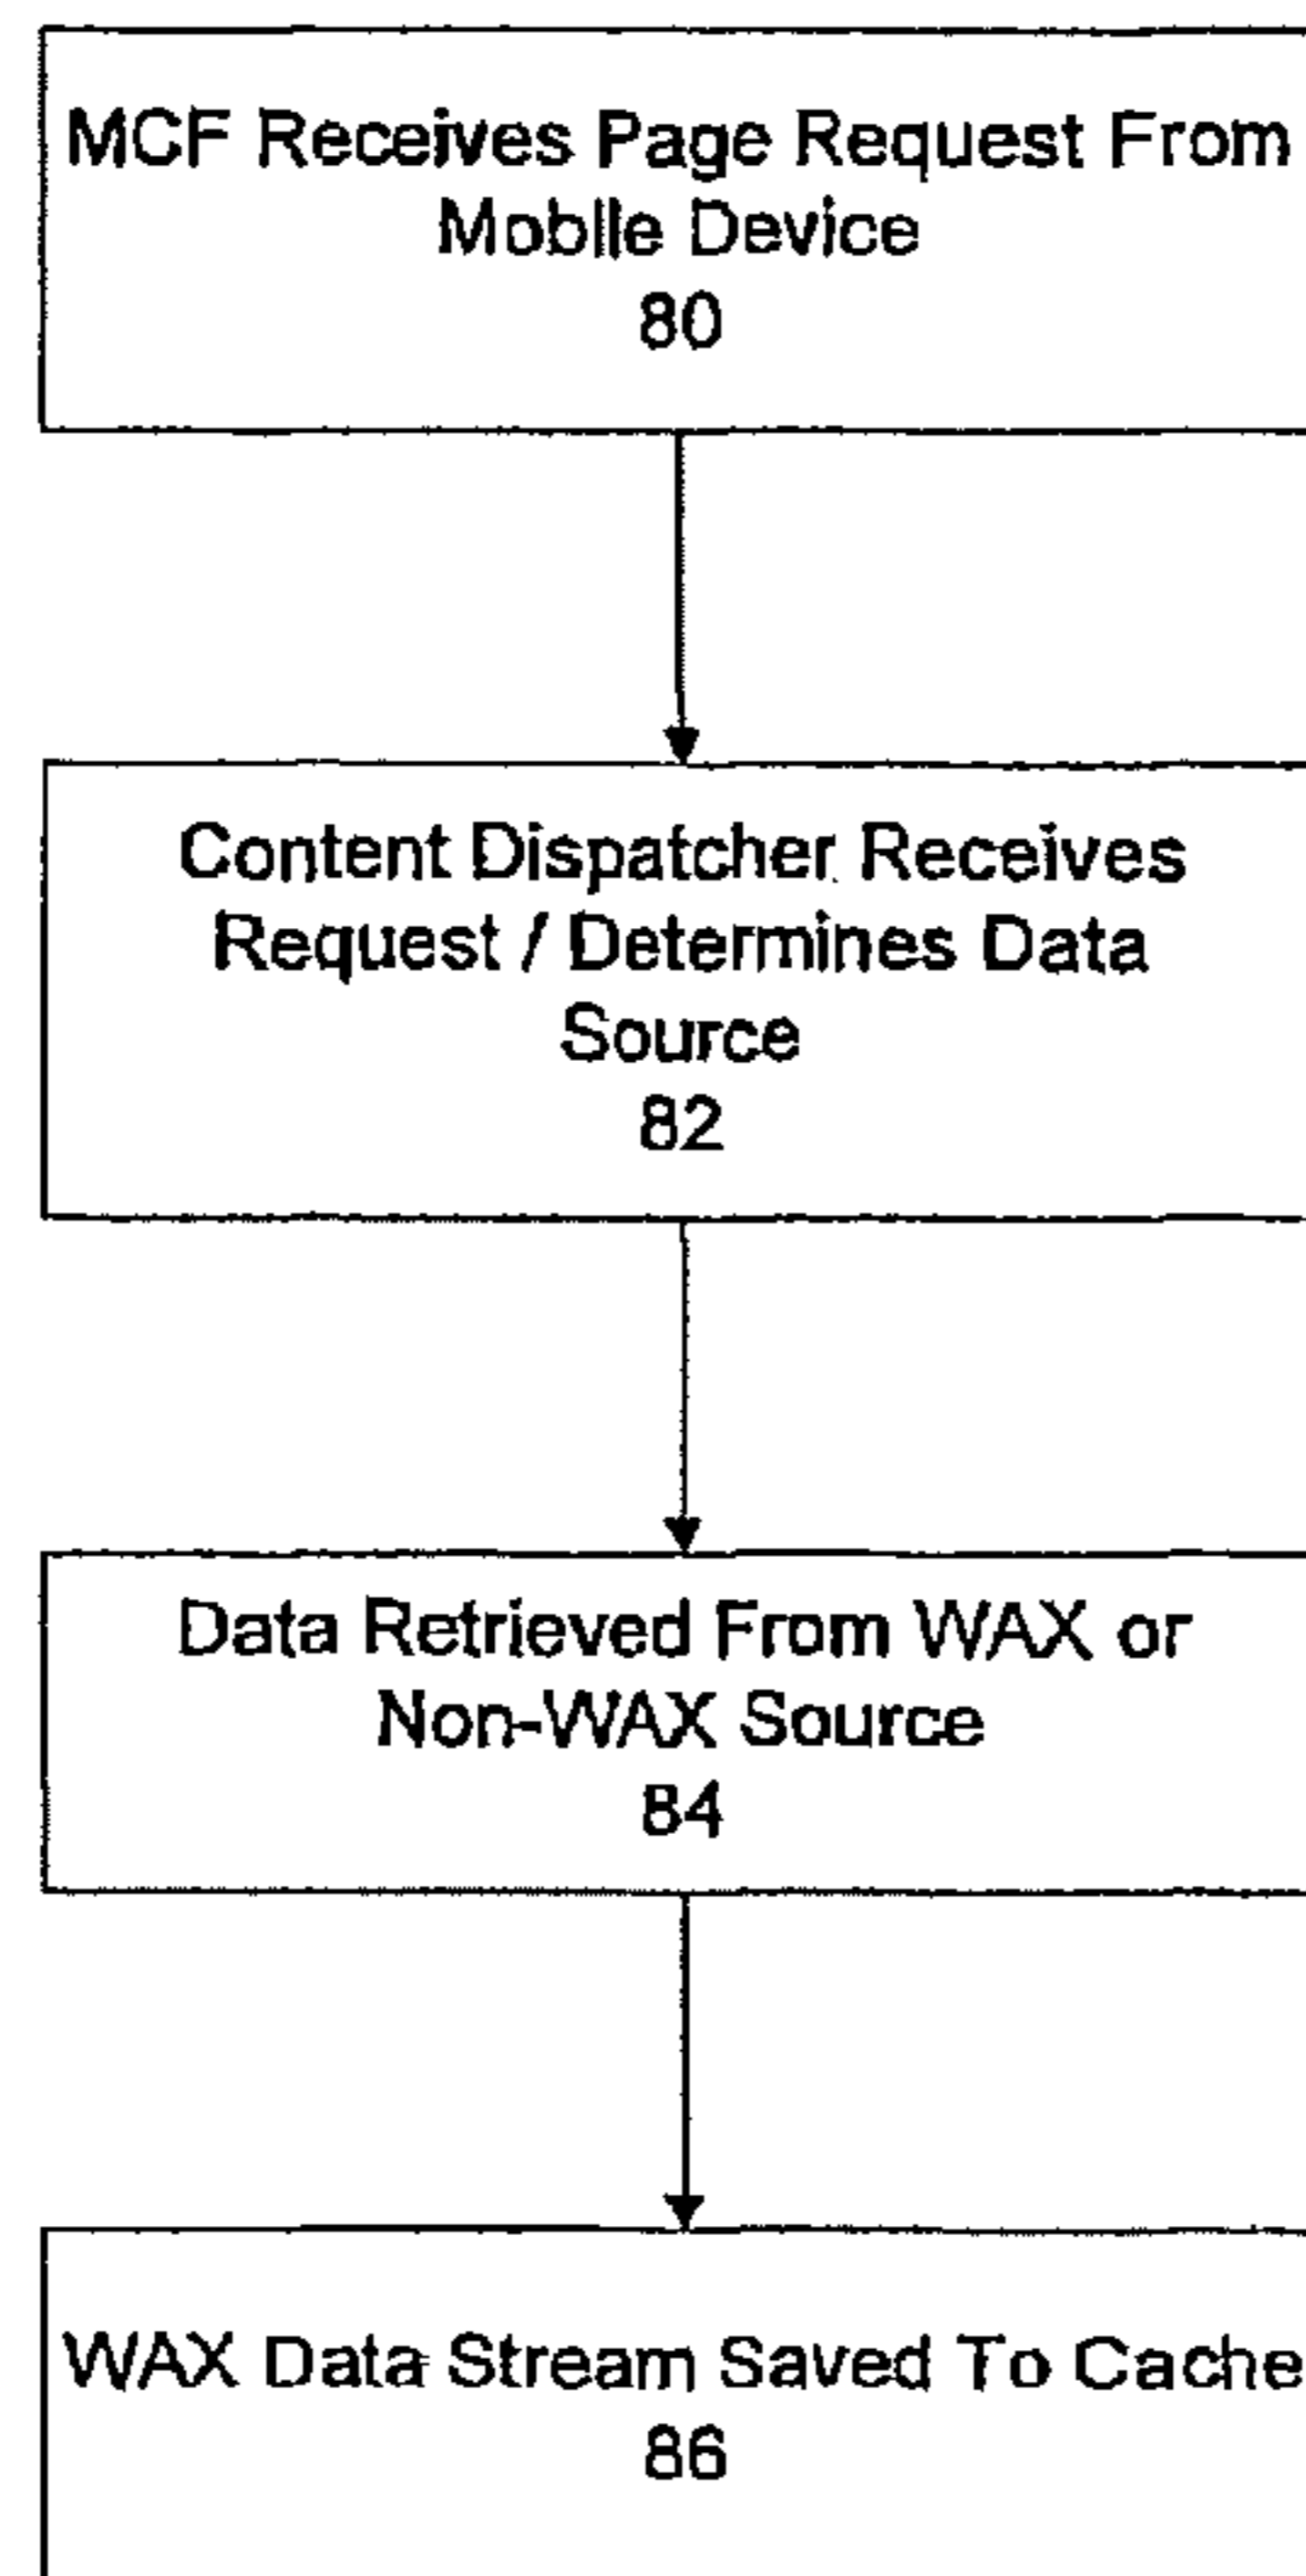 MCF Receives Page Request From
Mobile Device
80
Content Dispatcher Receives
Request / Determines Data
Source
82
Data Retrieved From WAX or
Non-WAX Source
84
WAX Data Stream Saved To Cache
86